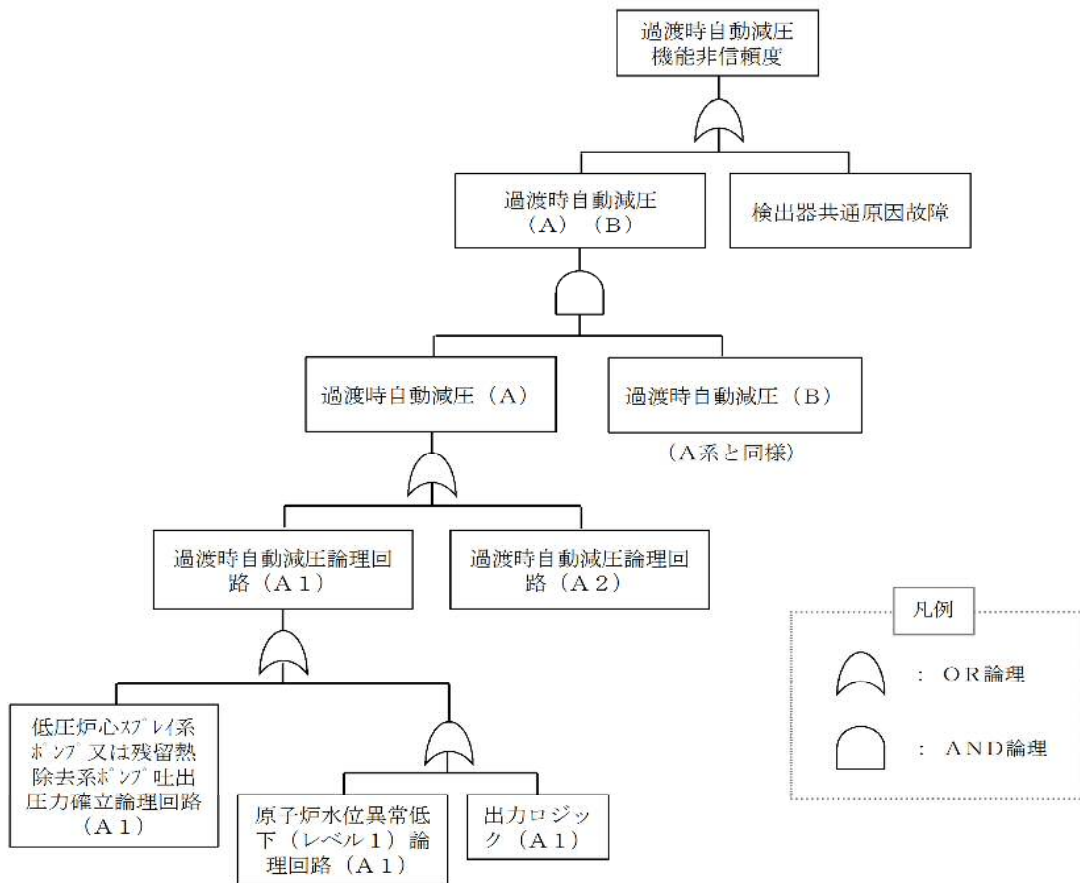 過渡時自動減圧
機能非信頼度
過渡時自動減圧
（A）（B）
検出器共通原因故障
過渡時自動減圧（A）
過渡時自動減圧（B）
（A系と同様）
過渡時自動減圧論理回
路（A1）
過渡時自動減圧論理回
路（A2）
凡例
： OR論理
： AND論理
低圧炉心ｽﾌﾟﾚｲ系
ﾎﾟﾝﾌﾟ又は残留熱
除去系ﾎﾟﾝﾌﾟ吐出
圧力確立論理回路
（A1）
原子炉水位異常低
下（レベル1）論
理回路（A1）
出力ロジッ
ク（A1）